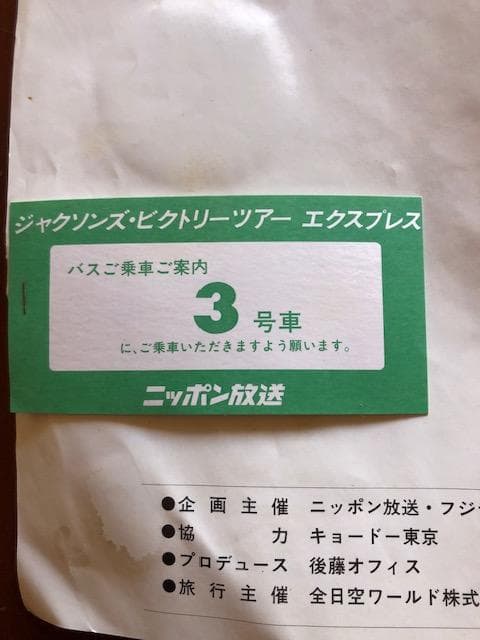 ジャクソンズ・ビクトリーツアー エクスプレス
バスご乗車ご案内
3号車
に、ご乗車いただきますよう願います。
ニッポン放送
●企画主催 ニッポン放送・フジ
●協力 キョードー東京
●プロデュース 後藤オフィス
●旅行主催 全日空ワールド株式